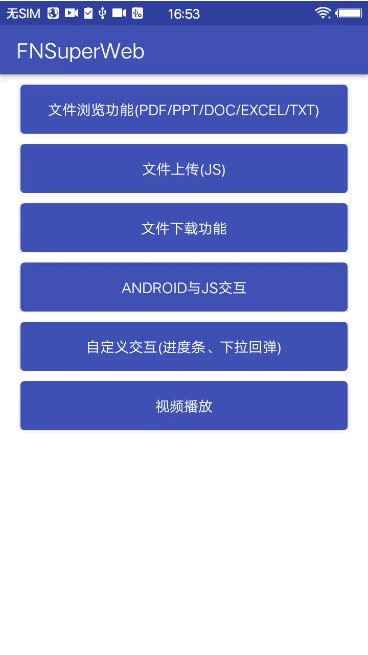 无SIM 16:53
FNSuperWeb
文件浏览功能(PDF/PPT/DOC/EXCEL/TXT)
文件上传(JS)
文件下载功能
ANDROID与JS交互
自定义交互(进度条、下拉回弹)
视频播放